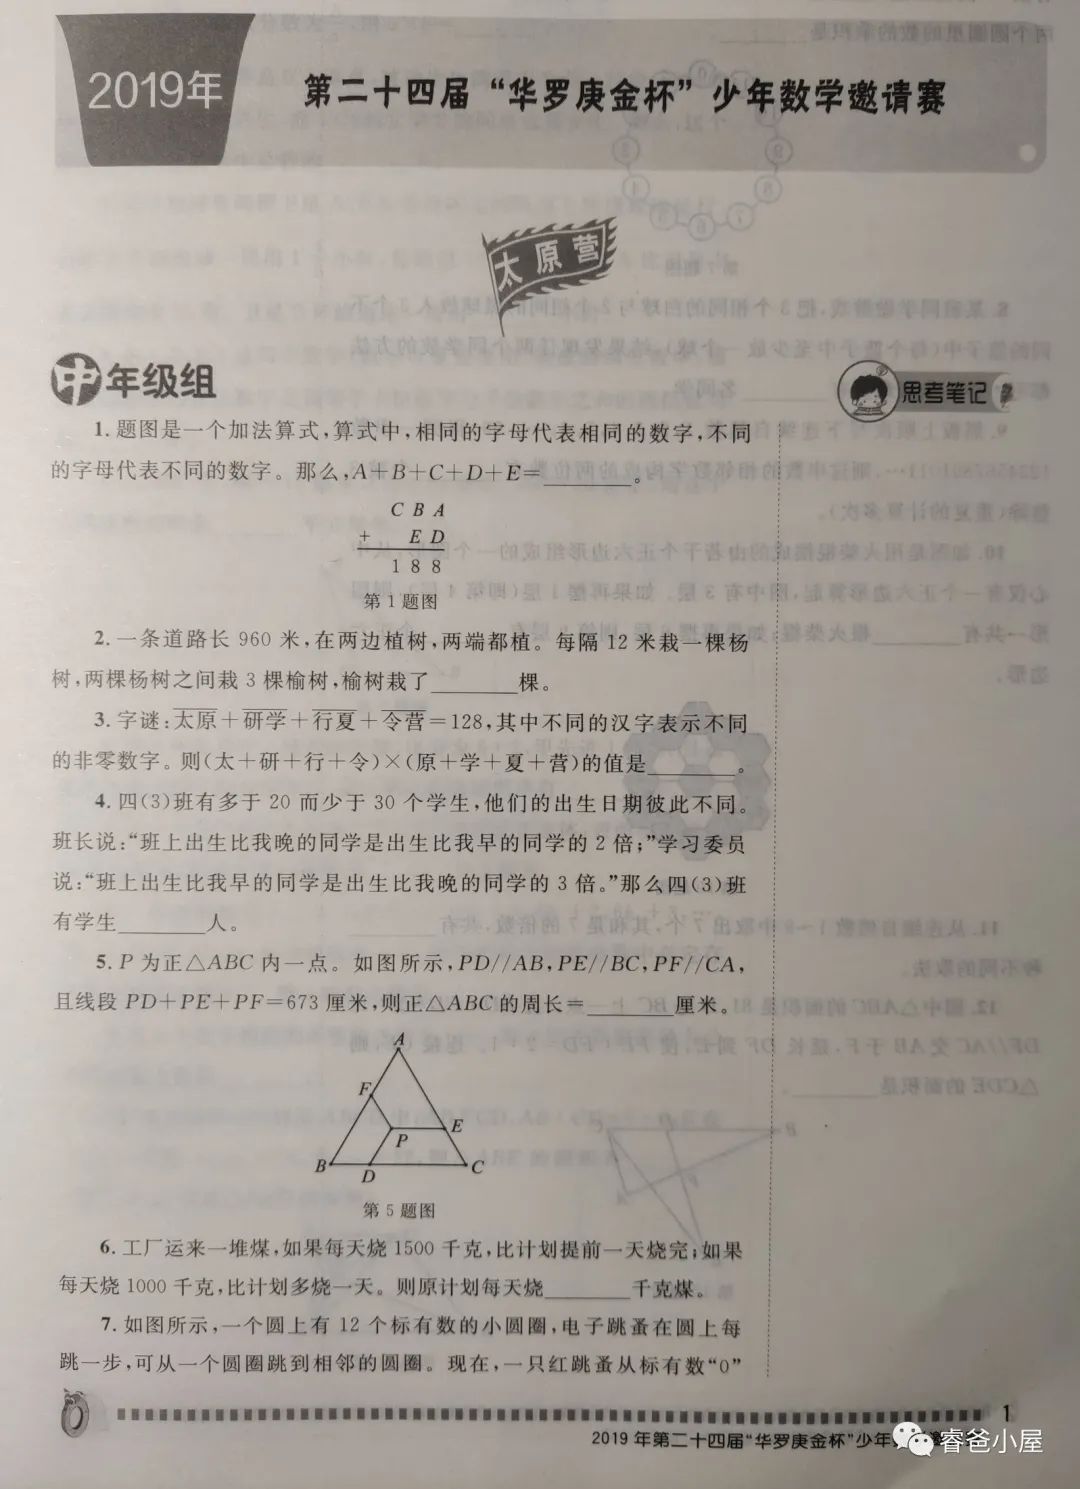 2019年
第二十四届“华罗庚金杯”少年数学邀请赛
太原营
中年级组
思考笔记
1.题图是一个加法算式,算式中,相同的字母代表相同的数字,不同
的字母代表不同的数字。那么,A+B+C+D+E=________。
C B A
+ E D
1 8 8
第1题图
2.一条道路长 960 米,在两边植树,两端都植。每隔 12 米栽一棵杨
树,两棵杨树之间栽 3 棵榆树,榆树栽了________棵。
3.字谜:太原+研学+行夏+令营=128,其中不同的汉字表示不同
的非零数字。则(太+研+行+令)×(原+学+夏+营)的值是________。
4.四(3)班有多于 20 而少于 30 个学生,他们的出生日期彼此不同。
班长说:“班上出生比我晚的同学是出生比我早的同学的 2 倍;”学习委员
说:“班上出生比我早的同学是出生比我晚的同学的 3 倍。”那么四(3)班
有学生________人。
5.P 为正△ABC 内一点。如图所示,PD//AB,PE//BC,PF//CA,
且线段 PD+PE+PF=673 厘米,则正△ABC 的周长=________厘米。
A
F
P
E
B
D
C
第 5 题图
6.工厂运来一堆煤,如果每天烧 1500 千克,比计划提前一天烧完;如果
每天烧 1000 千克,比计划多烧一天。则原计划每天烧________千克煤。
7.如图所示,一个圆上有 12 个标有数的小圆圈,电子跳蚤在圆上每
跳一步,可从一个圆圈跳到相邻的圆圈。现在,一只红跳蚤从标有数“0”
1
2019 年第二十四届“华罗庚金杯”少年
睿爸小屋